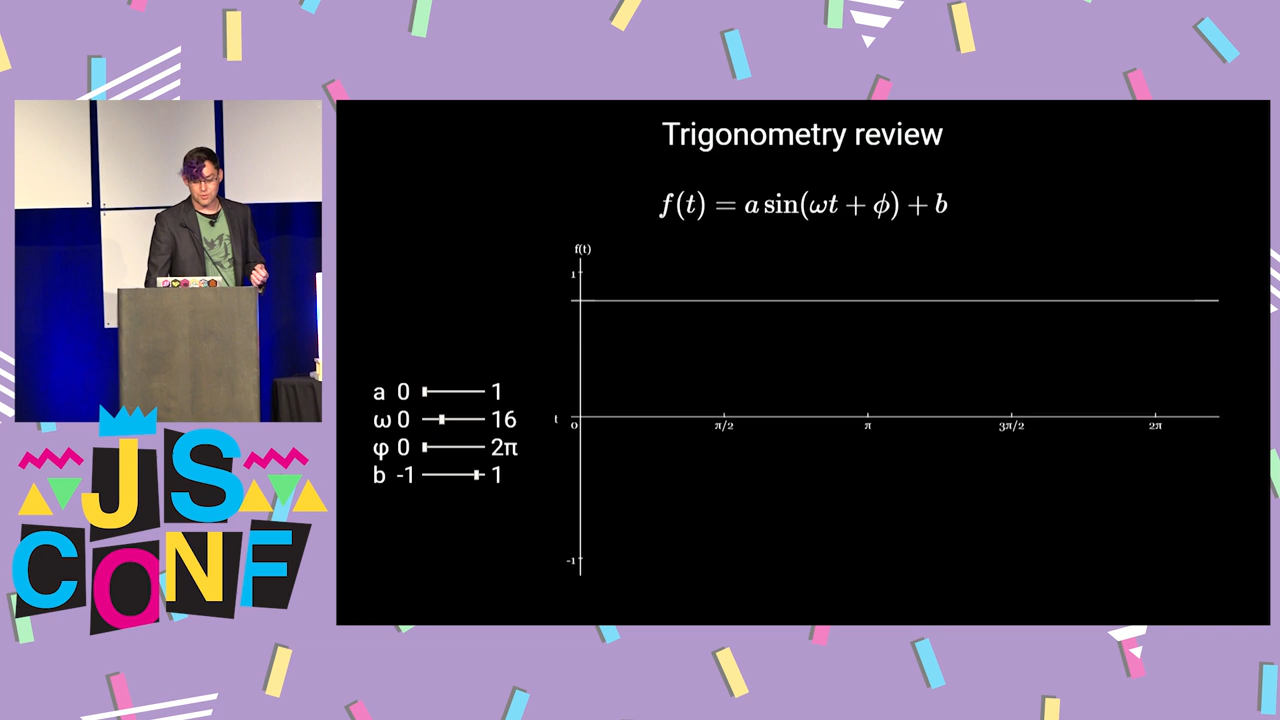 Trigonometry review
f(t) = a sin(ωt + ϕ) + b
f(t)
1
a 0 1
ω 0 16
φ 0 2π
b -1 1
t
0 π/2 π 3π/2 2π
-1
JS
CONF